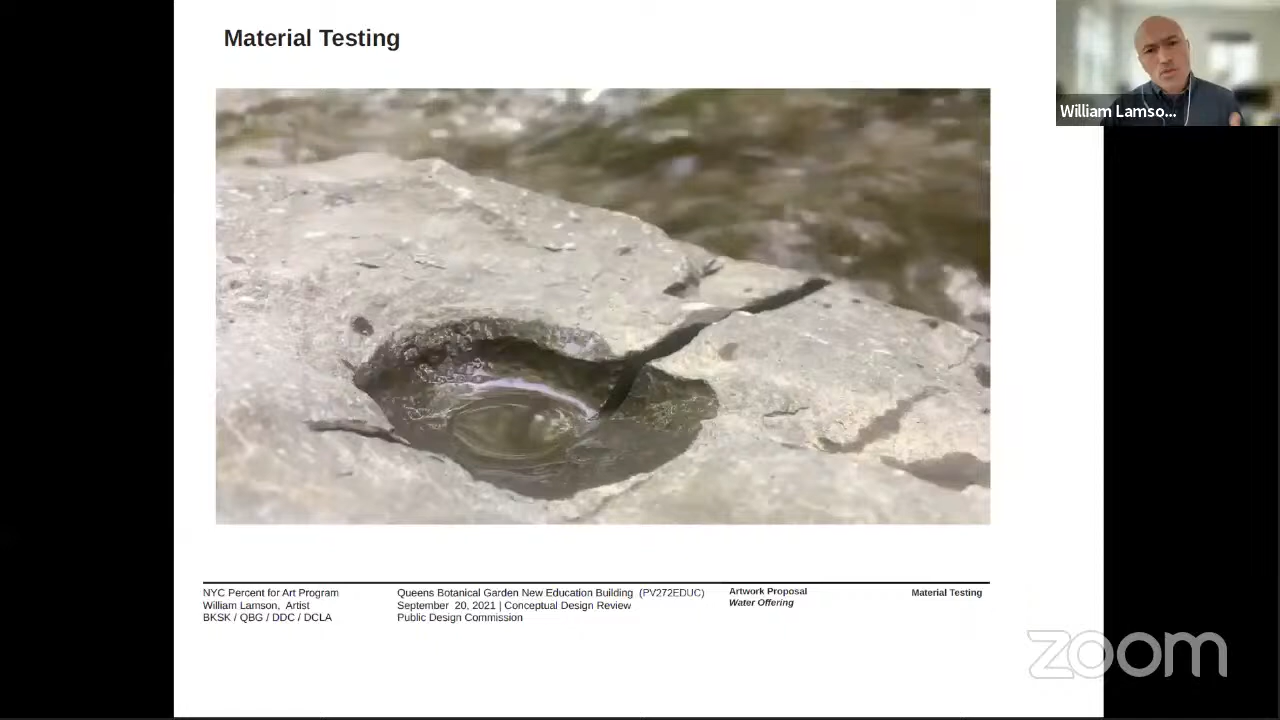 Material Testing
William Lamso...
NYC Percent for Art Program
William Lamson, Artist
BKSK / QBG / DDC / DCLA
Queens Botanical Garden New Education Building (PV272EDUC)
September 20, 2021 | Conceptual Design Review
Public Design Commission
Artwork Proposal
Water Offering
Material Testing
zoom